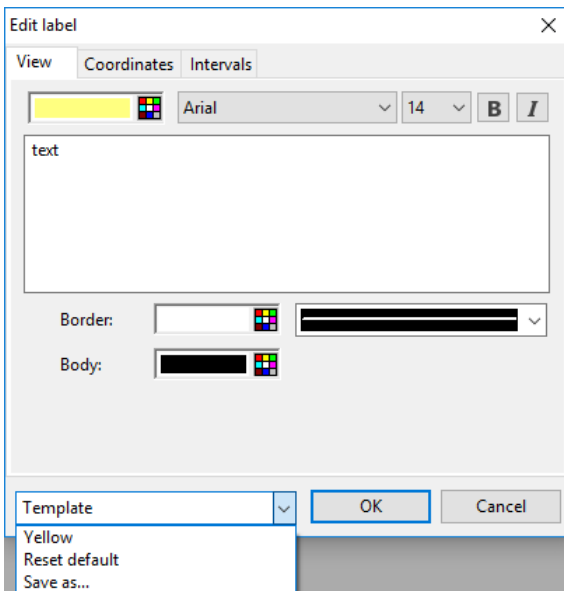 Edit label
View Coordinates Intervals
Arial 14 B I
text
Border:
Body:
Template OK Cancel
Yellow
Reset default
Save as...